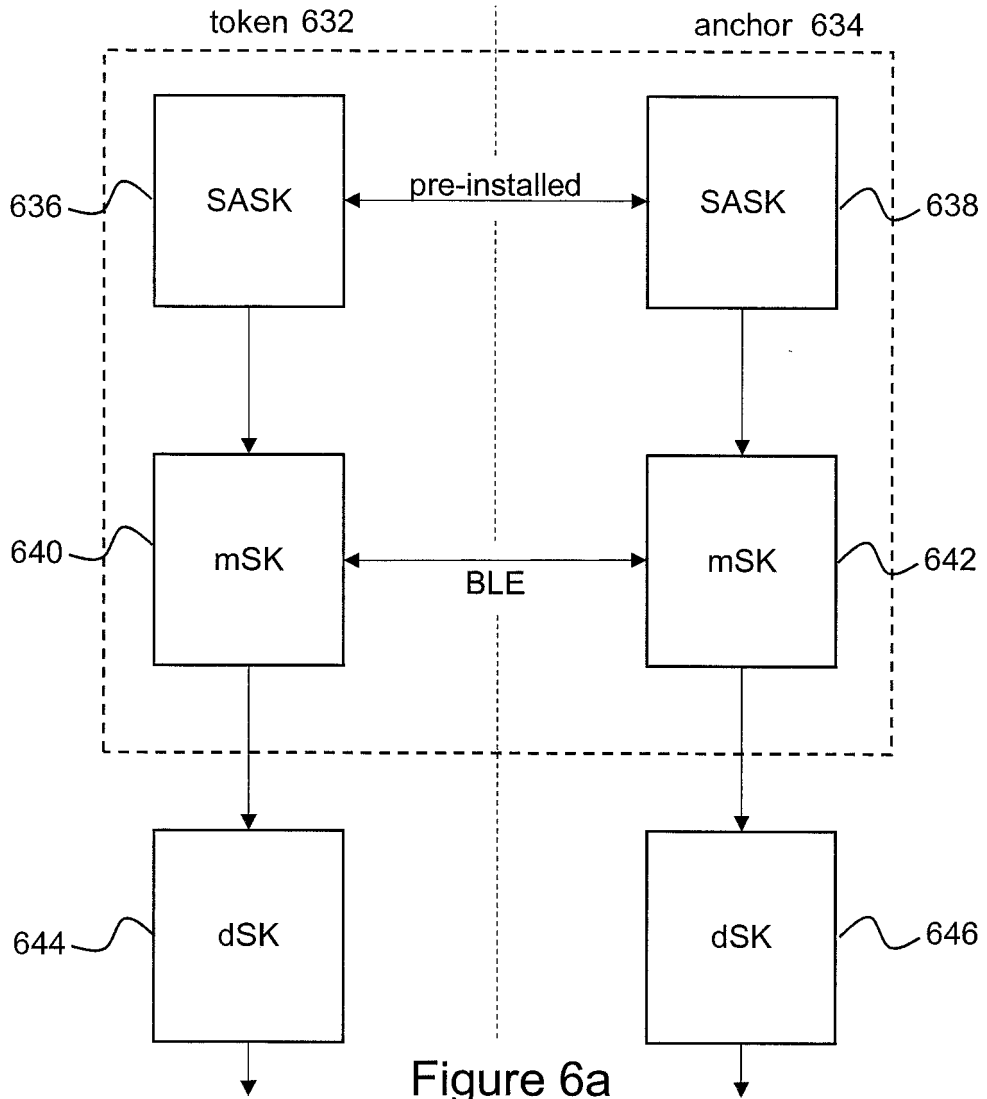 token 632
anchor 634
SASK
pre-installed
SASK
636
638
mSK
BLE
mSK
640
642
dSK
dSK
644
646
Figure 6a